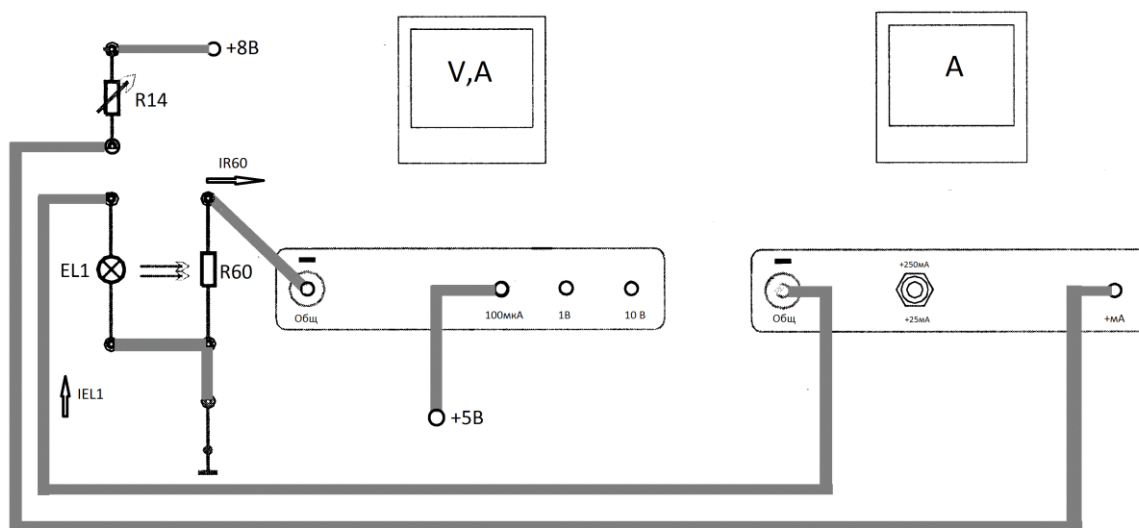 +8В
V,A
A
R14
IR60
EL1
R60
+250мА
Общ
100мкА
1В
10 В
Общ
+25мА
+мА
IEL1
+5В